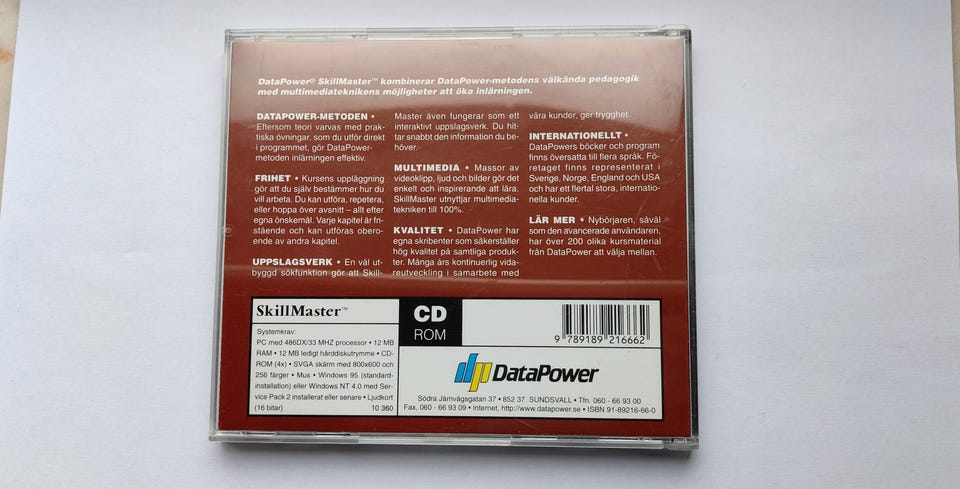 DataPower® SkillMaster™ kombinerar DataPower-metodens välkända pedagogik
med multimediateknikens möjligheter att öka inlärningen.
DATAPOWER-METODEN •
Eftersom teori varvas med prak-
tiska övningar, som du utför direkt
i programmet, gör DataPower-
metoden inlärningen effektiv.
FRIHET • Kursens uppläggning
gör att du själv bestämmer hur du
vill arbeta. Du kan utföra, repetera,
eller hoppa över avsnitt – allt efter
egna önskemål. Varje kapitel är fri-
stående och kan utföras oberoe-
ende av andra kapitel.
UPPSLAGSVERK • En väl ut-
byggd sökfunktion gör att Skill-
Master även fungerar som ett
interaktivt uppslagsverk. Du hit-
tar snabbt den information du be-
höver.
MULTIMEDIA • Massor av
videoklipp, ljud och bilder gör det
enkelt och inspirerande att lära.
SkillMaster utnyttjar multimedia-
tekniken till 100%.
KVALITET • DataPower har
egna skribenter som säkerställer
hög kvalitet på samtliga produk-
ter. Många års kontinuerlig vida-
reutveckling i samarbete med
våra kunder, ger trygghet.
INTERNATIONELLT •
DataPowers böcker och program
finns översatta till flera språk. Fö-
retaget finns representerat i
Sverige, Norge, England och USA
och har ett flertal stora, internatio-
nella kunder.
LÄR MER • Nybörjaren, såväl
som den avancerade användaren,
har över 200 olika kursmaterial
från DataPower att välja mellan.
SkillMaster™
Systemkrav:
PC med 486DX/33 MHZ processor • 12 MB
RAM • 12 MB ledigt hårddiskutrymme • CD-
ROM (4x) • SVGA skärm med 800x600 och
256 färger • Mus • Windows 95 (standard-
installation) eller Windows NT 4.0 med Ser-
vice Pack 2 installerat eller senare • Ljudkort
(16 bitar) 10 360
CD
ROM
9 789189 216662
dp DataPower
Södra Järnvägsgatan 37 • 852 37 SUNDSVALL • Tfn. 060 - 66 93 00
Fax. 060 - 66 93 09 • Internet, http://www.datapower.se • ISBN 91-89216-66-0